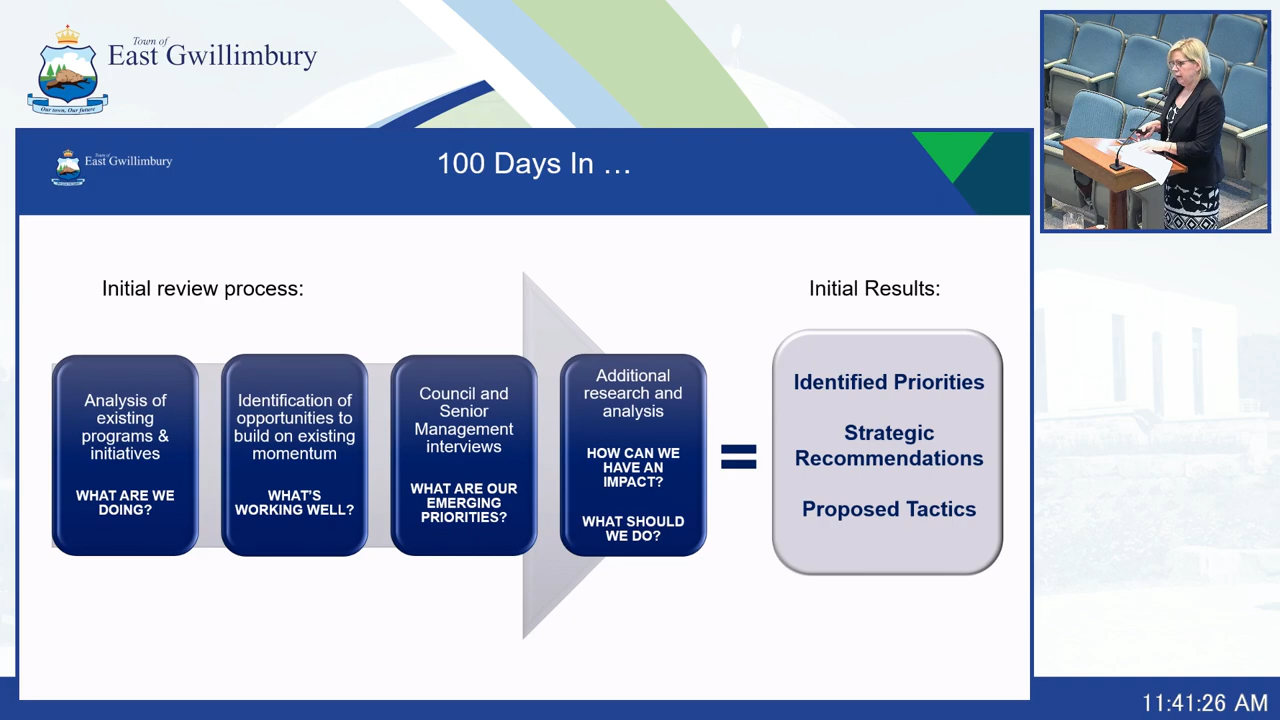 Town of
East Gwillimbury
Our town, Our future
Town of
East Gwillimbury
100 Days In ...
Initial review process:
Initial Results:
Analysis of
existing
programs &
initiatives
WHAT ARE WE
DOING?
Identification of
opportunities to
build on existing
momentum
WHAT'S
WORKING WELL?
Council and
Senior
Management
interviews
WHAT ARE OUR
EMERGING
PRIORITIES?
Additional
research and
analysis
HOW CAN WE
HAVE AN
IMPACT?
WHAT SHOULD
WE DO?
=
Identified Priorities
Strategic
Recommendations
Proposed Tactics
11:41:26 AM